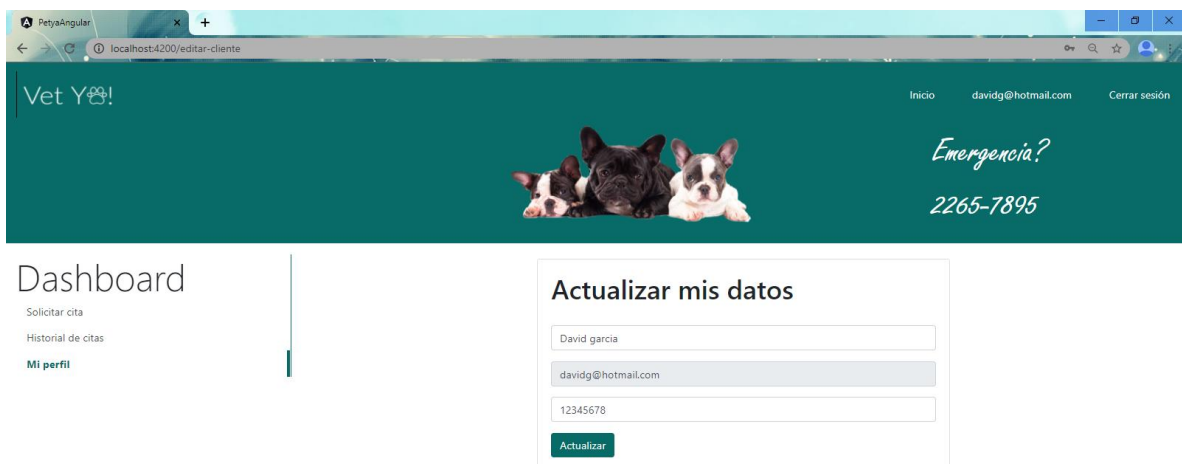 PetyaAngular
localhost:4200/editar-cliente
Vet Y!
Inicio davidg@hotmail.com Cerrar sesión
Emergencia?
2265-7895
Dashboard
Solicitar cita
Historial de citas
Mi perfil
Actualizar mis datos
David garcia
davidg@hotmail.com
12345678
Actualizar